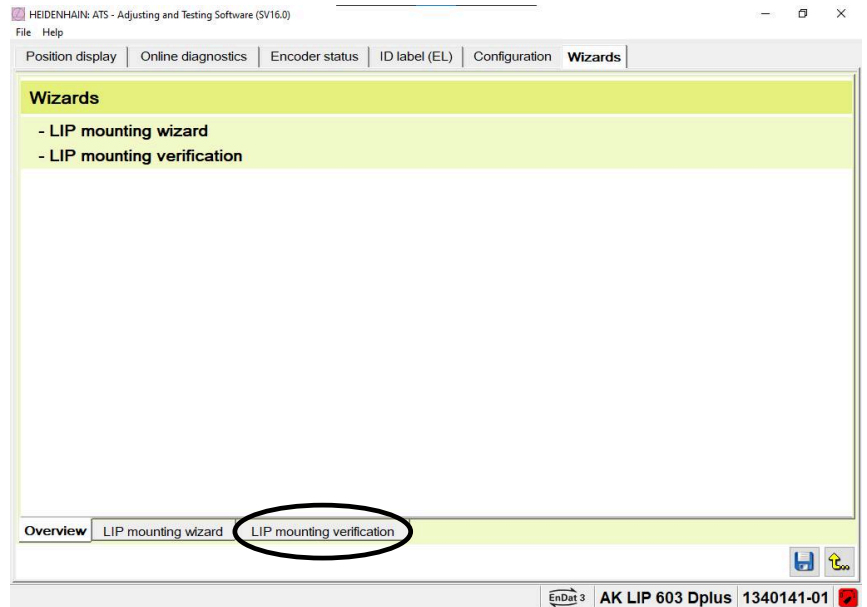 HEIDENHAIN: ATS - Adjusting and Testing Software (SV16.0)
File Help
Position display Online diagnostics Encoder status ID label (EL) Configuration Wizards
Wizards
- LIP mounting wizard
- LIP mounting verification
Overview LIP mounting wizard LIP mounting verification
EnDat 3 AK LIP 603 Dplus 1340141-01